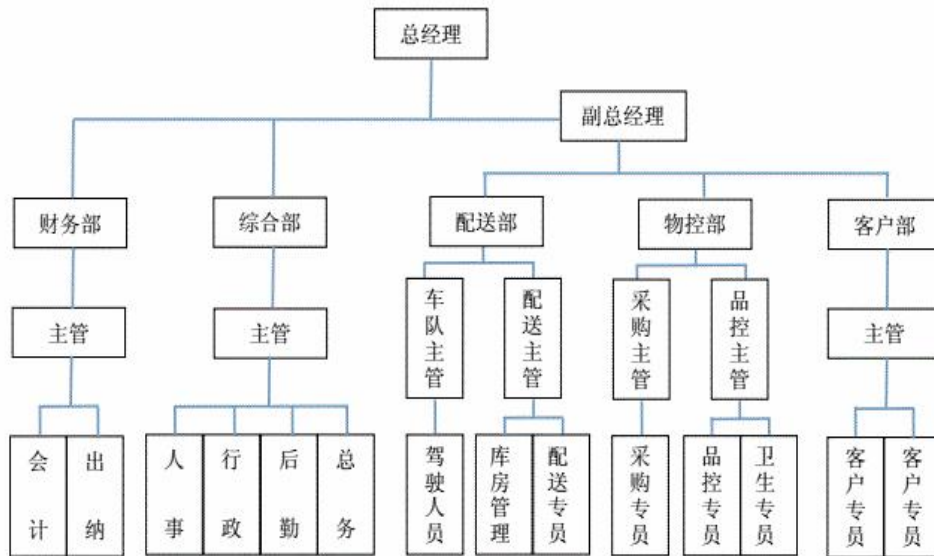 总经理
副总经理
财务部
综合部
配送部
物控部
客户部
主管
主管
车队主管
配送主管
采购主管
品控主管
主管
会计
出纳
人事
行政
后勤
总务
驾驶人员
库房管理
配送专员
采购专员
品控专员
卫生专员
客户专员
客户专员